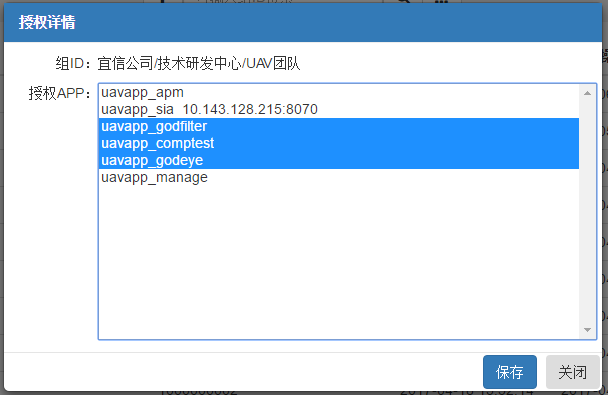 授权详情
组ID：宜信公司/技术研发中心/UAV团队
授权APP：
uavapp_apm
uavapp_sia 10.143.128.215:8070
uavapp_godfilter
uavapp_comptest
uavapp_godeye
uavapp_manage
保存 关闭